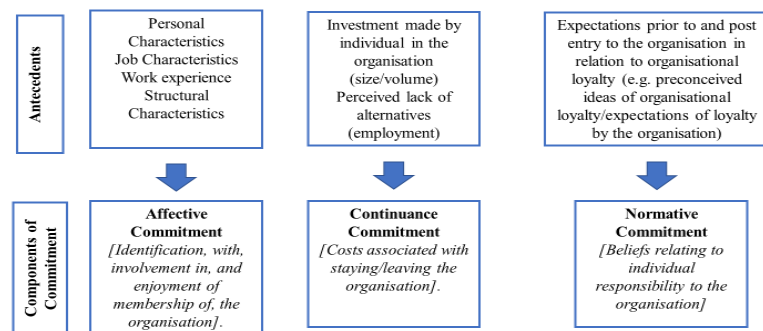 Antecedents
Personal
Characteristics
Job Characteristics
Work experience
Structural
Characteristics
Investment made by
individual in the
organisation
(size/volume)
Perceived lack of
alternatives
(employment)
Expectations prior to and post
entry to the organisation in
relation to organisational
loyalty (e.g. preconceived
ideas of organisational
loyalty/expectations of loyalty
by the organisation)
Components of
Commitment
Affective
Commitment
[Identification, with,
involvement in, and
enjoyment of
membership of, the
organisation].
Continuance
Commitment
[Costs associated with
staying/leaving the
organisation].
Normative
Commitment
[Beliefs relating to
individual
responsibility to the
organisation]